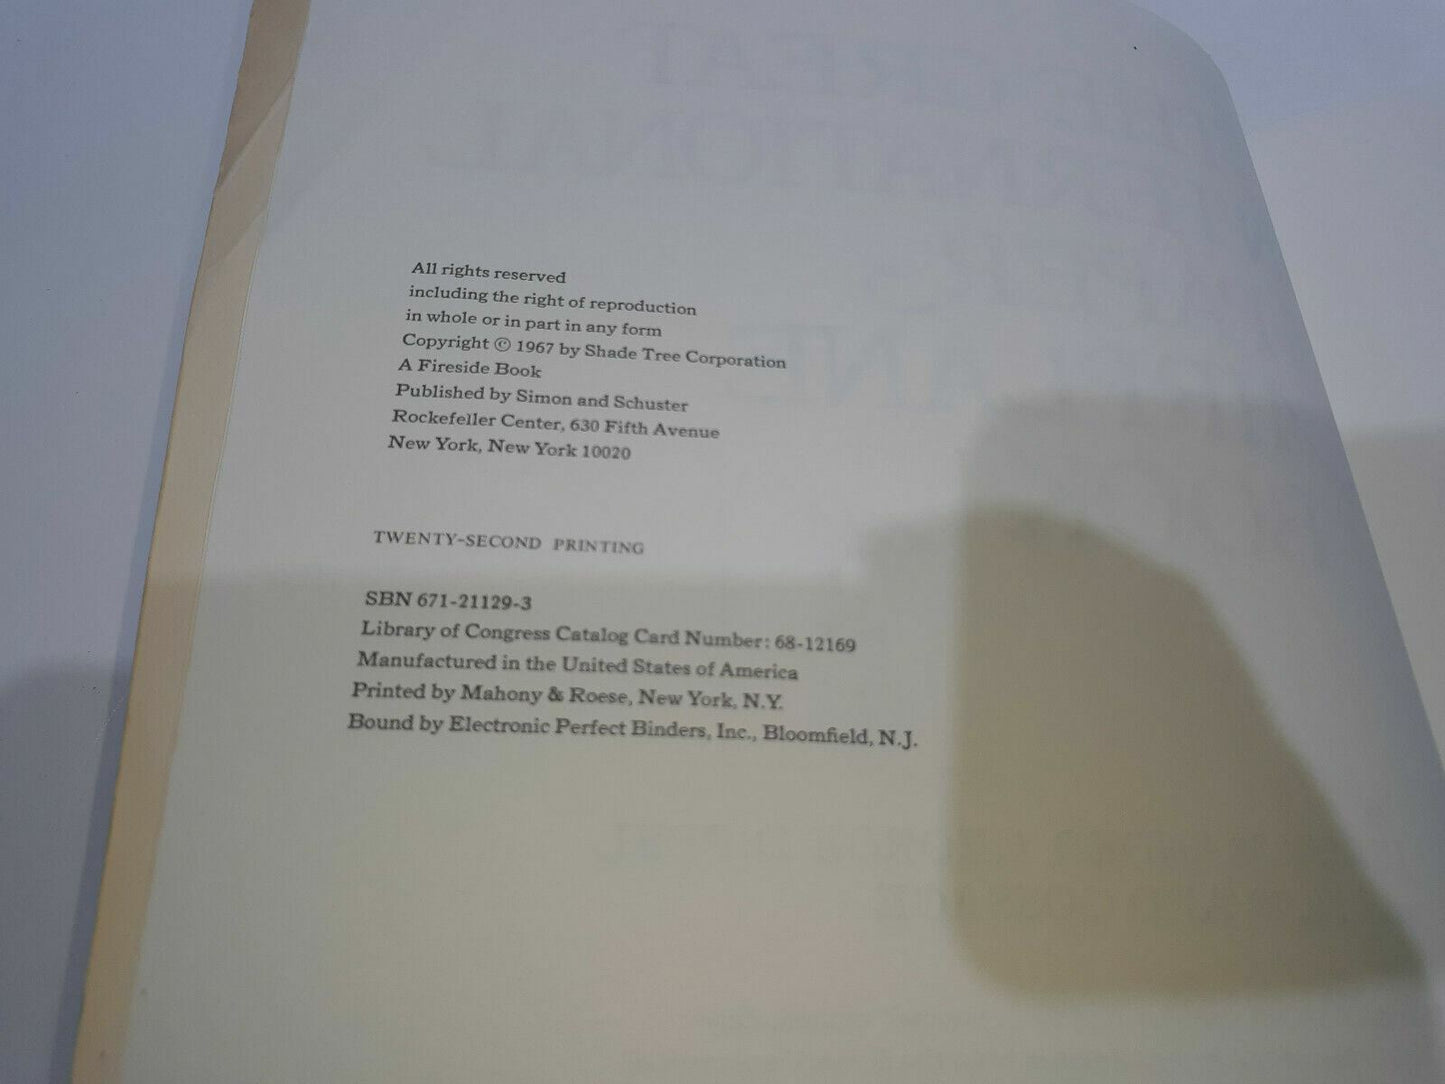 All rights reserved
including the right of reproduction
in whole or in part in any form
Copyright © 1967 by Shade Tree Corporation
A Fireside Book
Published by Simon and Schuster
Rockefeller Center, 630 Fifth Avenue
New York, New York 10020
TWENTY-SECOND PRINTING
SBN 671-21129-3
Library of Congress Catalog Card Number: 68-12169
Manufactured in the United States of America
Printed by Mahony & Roese, New York, N.Y.
Bound by Electronic Perfect Binders, Inc., Bloomfield, N.J.